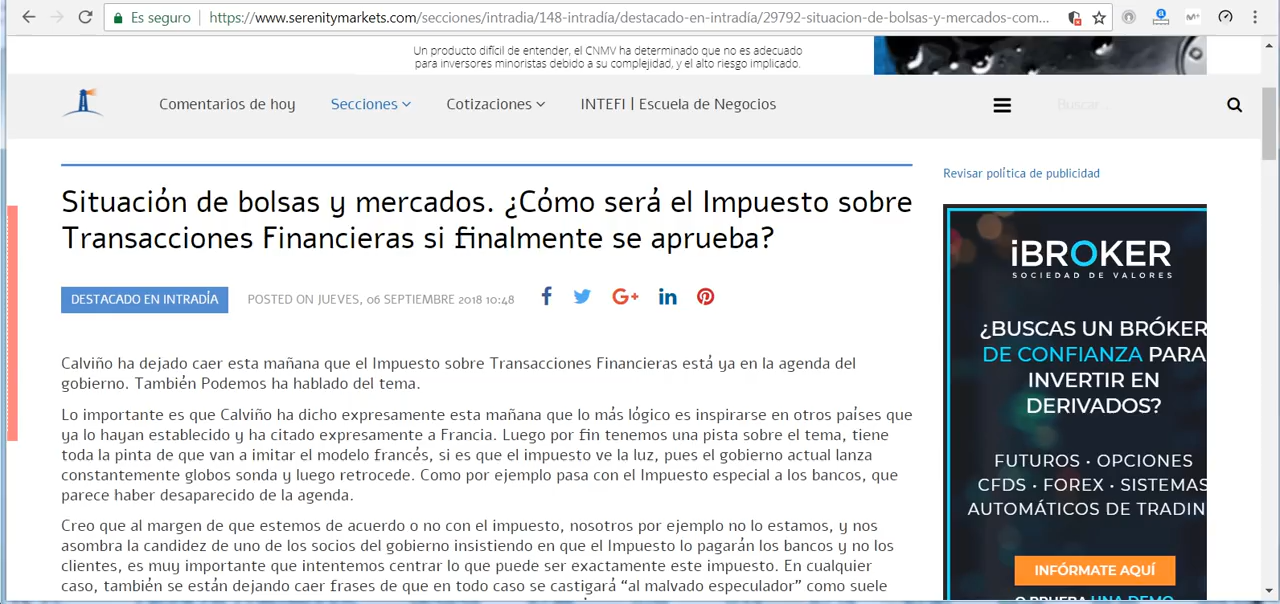 Es seguro
https://www.serenitymarkets.com/secciones/intradia/148-intradía/destacado-en-intradía/29792-situacion-de-bolsas-y-mercados-com...
Un producto difícil de entender, el CNMV ha determinado que no es adecuado
para inversores minoristas debido a su complejidad, y el alto riesgo implicado.
Comentarios de hoy
Secciones
Cotizaciones
INTEFI | Escuela de Negocios
Buscar...
Situación de bolsas y mercados. ¿Cómo será el Impuesto sobre
Transacciones Financieras si finalmente se aprueba?
DESTACADO EN INTRADÍA
POSTED ON JUEVES, 06 SEPTIEMBRE 2018 10:48
Calviño ha dejado caer esta mañana que el Impuesto sobre Transacciones Financieras está ya en la agenda del
gobierno. También Podemos ha hablado del tema.
Lo importante es que Calviño ha dicho expresamente esta mañana que lo más lógico es inspirarse en otros países que
ya lo hayan establecido y ha citado expresamente a Francia. Luego por fin tenemos una pista sobre el tema, tiene
toda la pinta de que van a imitar el modelo francés, si es que el impuesto ve la luz, pues el gobierno actual lanza
constantemente globos sonda y luego retrocede. Como por ejemplo pasa con el Impuesto especial a los bancos, que
parece haber desaparecido de la agenda.
Creo que al margen de que estemos de acuerdo o no con el impuesto, nosotros por ejemplo no lo estamos, y nos
asombra la candidez de uno de los socios del gobierno insistiendo en que el Impuesto lo pagarán los bancos y no los
clientes, es muy importante que intentemos centrar lo que puede ser exactamente este impuesto. En cualquier
caso, también se están dejando caer frases de que en todo caso se castigará “al malvado especulador” como suele
Revisar política de publicidad
iBROKER
SOCIEDAD DE VALORES
¿BUSCAS UN BRÓKER
DE CONFIANZA PARA
INVERTIR EN
DERIVADOS?
FUTUROS · OPCIONES
CFDS · FOREX · SISTEMAS
AUTOMÁTICOS DE TRADIN
INFÓRMATE AQUÍ
O PRUEBA UNA DEMO